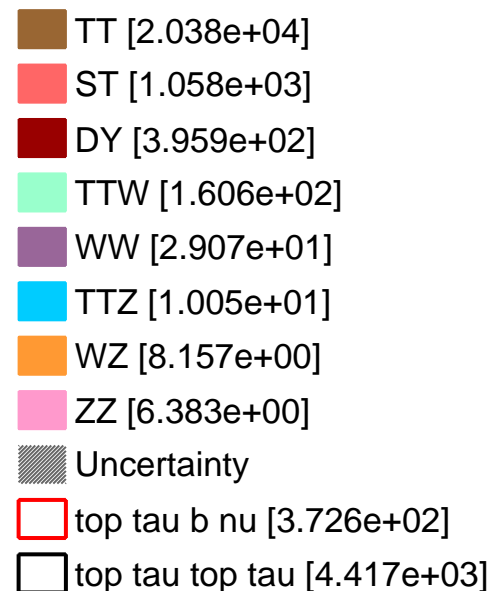 TT [2.038e+04]
ST [1.058e+03]
DY [3.959e+02]
TTW [1.606e+02]
WW [2.907e+01]
TTZ [1.005e+01]
WZ [8.157e+00]
ZZ [6.383e+00]
Uncertainty
top tau b nu [3.726e+02]
top tau top tau [4.417e+03]